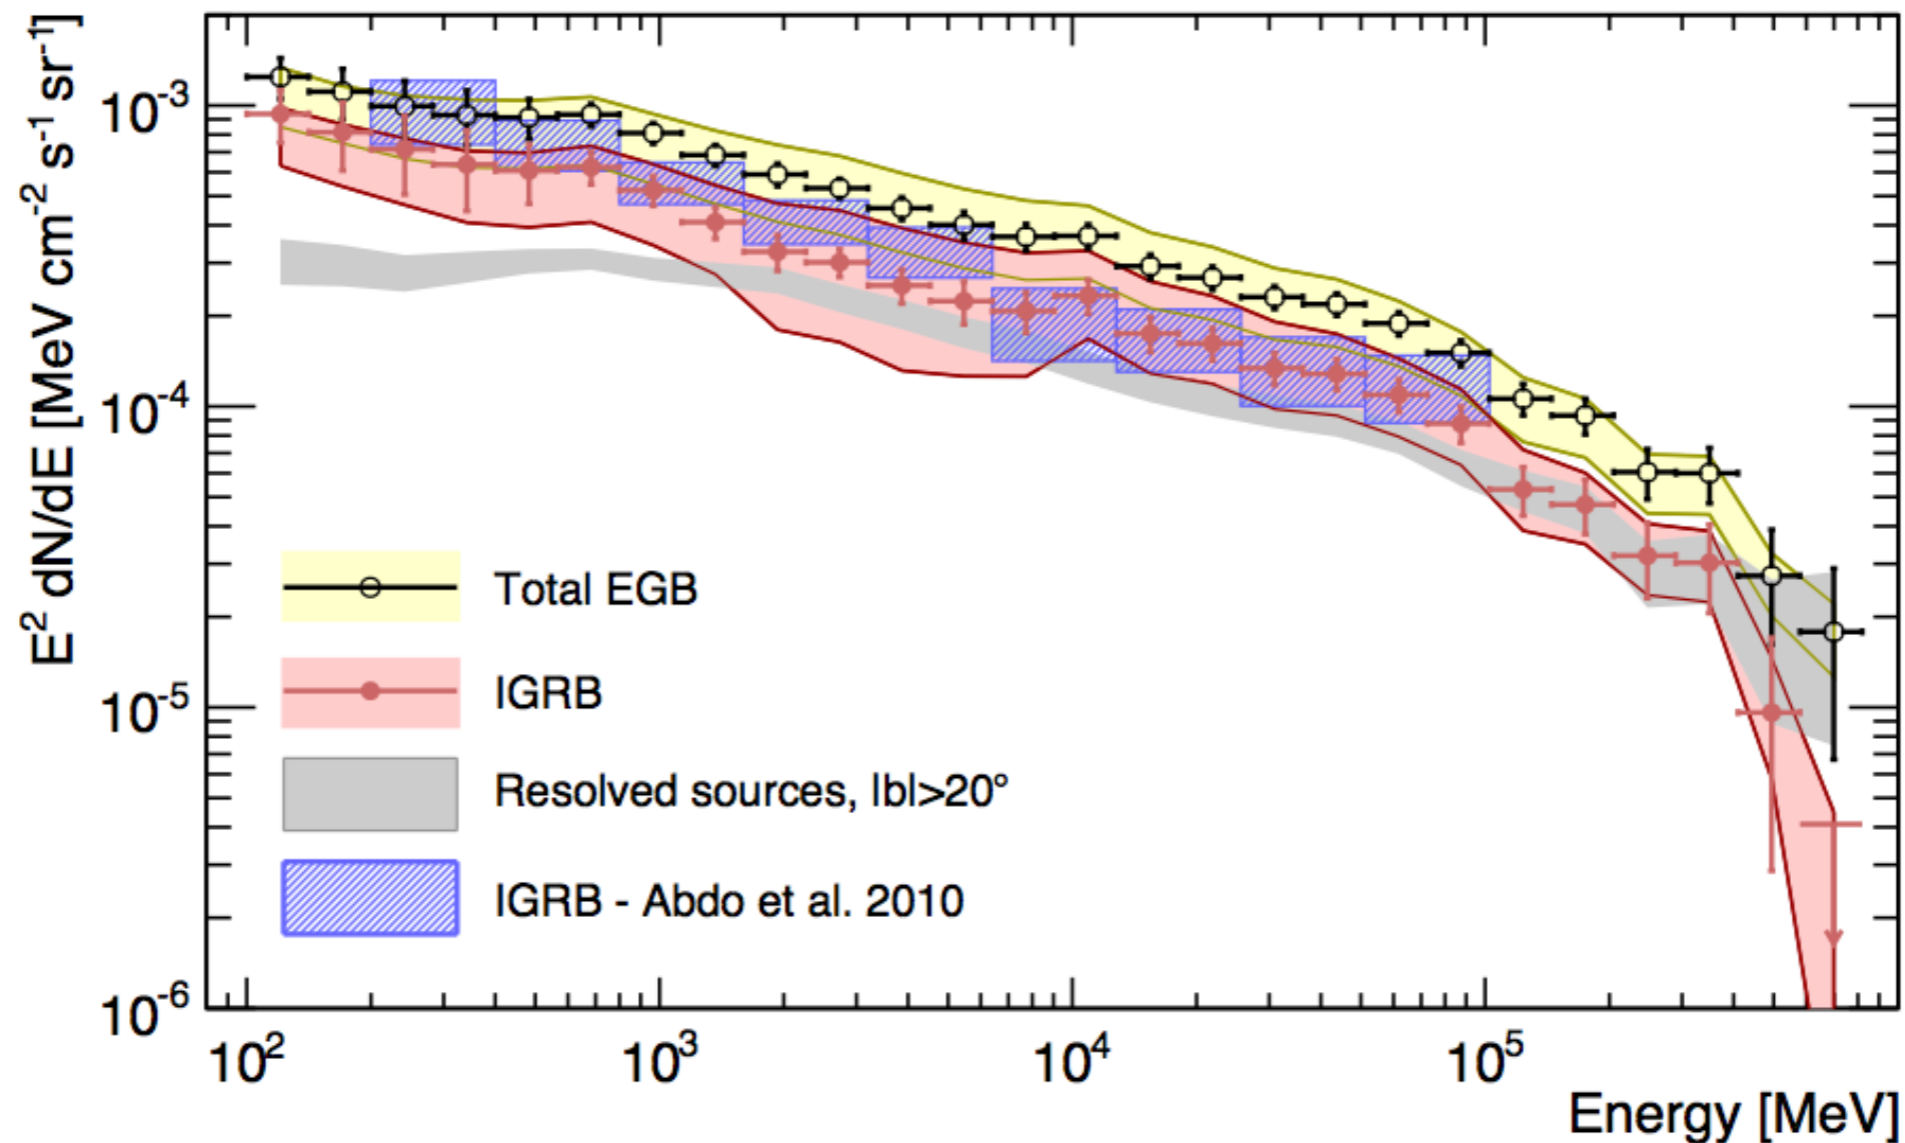 E² dN/dE [MeV cm⁻² s⁻¹ sr⁻¹]
10⁻³
10⁻⁴
10⁻⁵
10⁻⁶
Total EGB
IGRB
Resolved sources, |b|>20°
IGRB - Abdo et al. 2010
10² 10³ 10⁴ 10⁵
Energy [MeV]